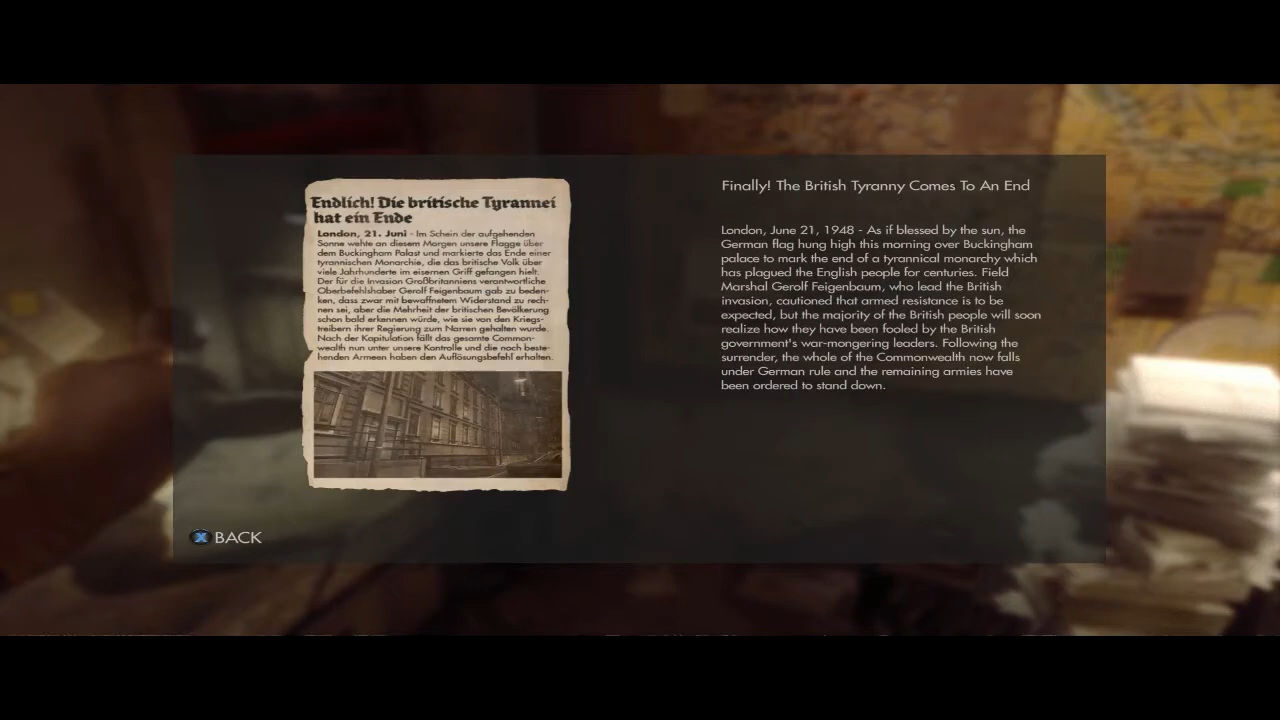 Endlich! Die britische Tyrannei
hat ein Ende
London, 21. Juni - Im Schein der aufgehenden
Sonne wehte an diesem Morgen unsere Flagge über
dem Buckingham Palast und markierte das Ende einer
tyrannischen Monarchie, die das britische Volk über
viele Jahrhunderte im eisernen Griff gefangen hielt.
Der für die Invasion Großbritanniens verantwortliche
Oberbefehlshaber Gerolf Feigenbaum gab zu beden-
ken, dass zwar mit bewaffnetem Widerstand zu rech-
nen sei, aber die Mehrheit der britischen Bevölkerung
schon bald erkennen würde, wie sie von den Kriegs-
treibern ihrer Regierung zum Narren gehalten wurde.
Nach der Kapitulation fällt das gesamte Common-
wealth nun unter unsere Kontrolle und die noch beste-
henden Armeen haben den Auflösungsbefehl erhalten.
Finally! The British Tyranny Comes To An End
London, June 21, 1948 - As if blessed by the sun, the
German flag hung high this morning over Buckingham
palace to mark the end of a tyrannical monarchy which
has plagued the English people for centuries. Field
Marshal Gerolf Feigenbaum, who lead the British
invasion, cautioned that armed resistance is to be
expected, but the majority of the British people will soon
realize how they have been fooled by the British
government's war-mongering leaders. Following the
surrender, the whole of the Commonwealth now falls
under German rule and the remaining armies have
been ordered to stand down.
X BACK